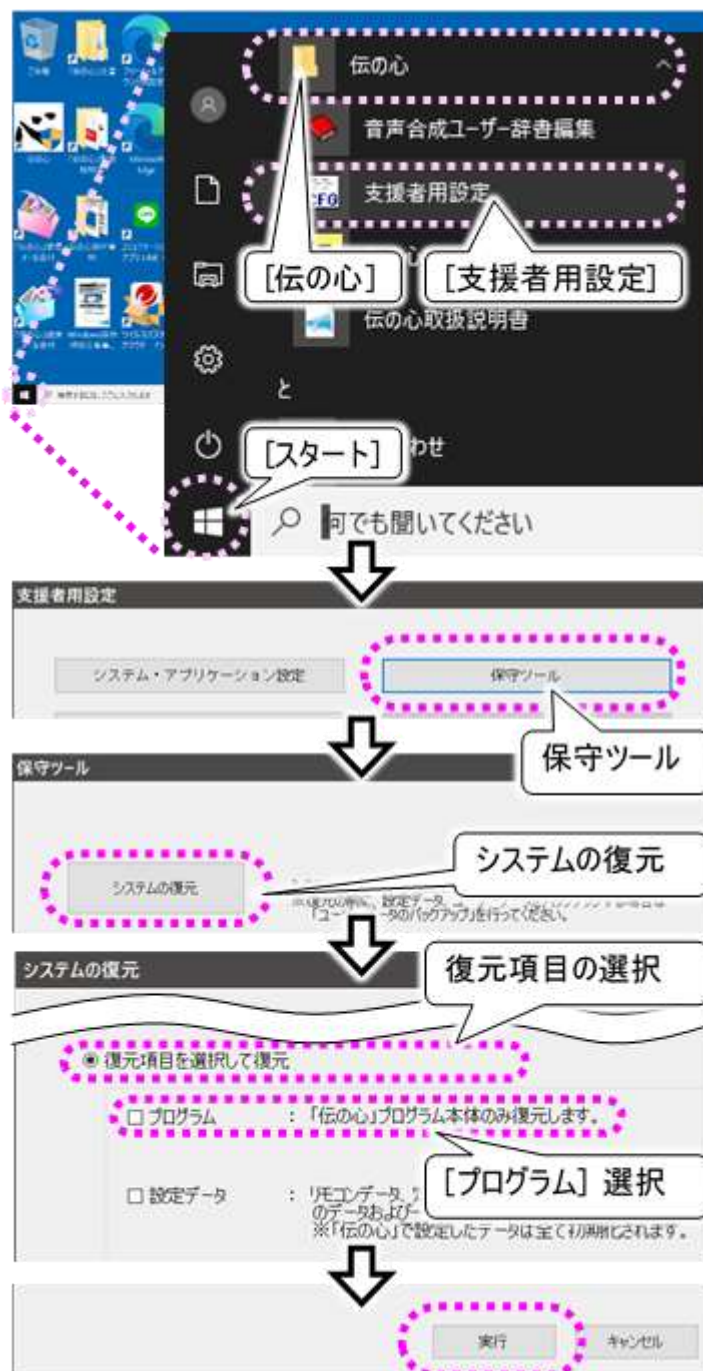 ごみ箱
Microsoft
Edge
伝の心
音声合成ユーザー辞書編集
支援者用設定
CFG
[伝の心]
[支援者用設定]
伝の心取扱説明書
と
[スタート]
わせ
何でも聞いてください
支援者用設定
システム・アプリケーション設定
保守ツール
保守ツール
保守ツール
システムの復元
システムの復元
「ユー
タのバックアップ」を行ってください。
システムの復元
復元項目の選択
復元項目を選択して復元
プログラム : 「伝の心」プログラム本体のみ復元します。
[プログラム] 選択
設定データ : リモコンデータ、
のデータおよび
※「伝の心」で設定したデータは全て初期化されます。
実行
キャンセル